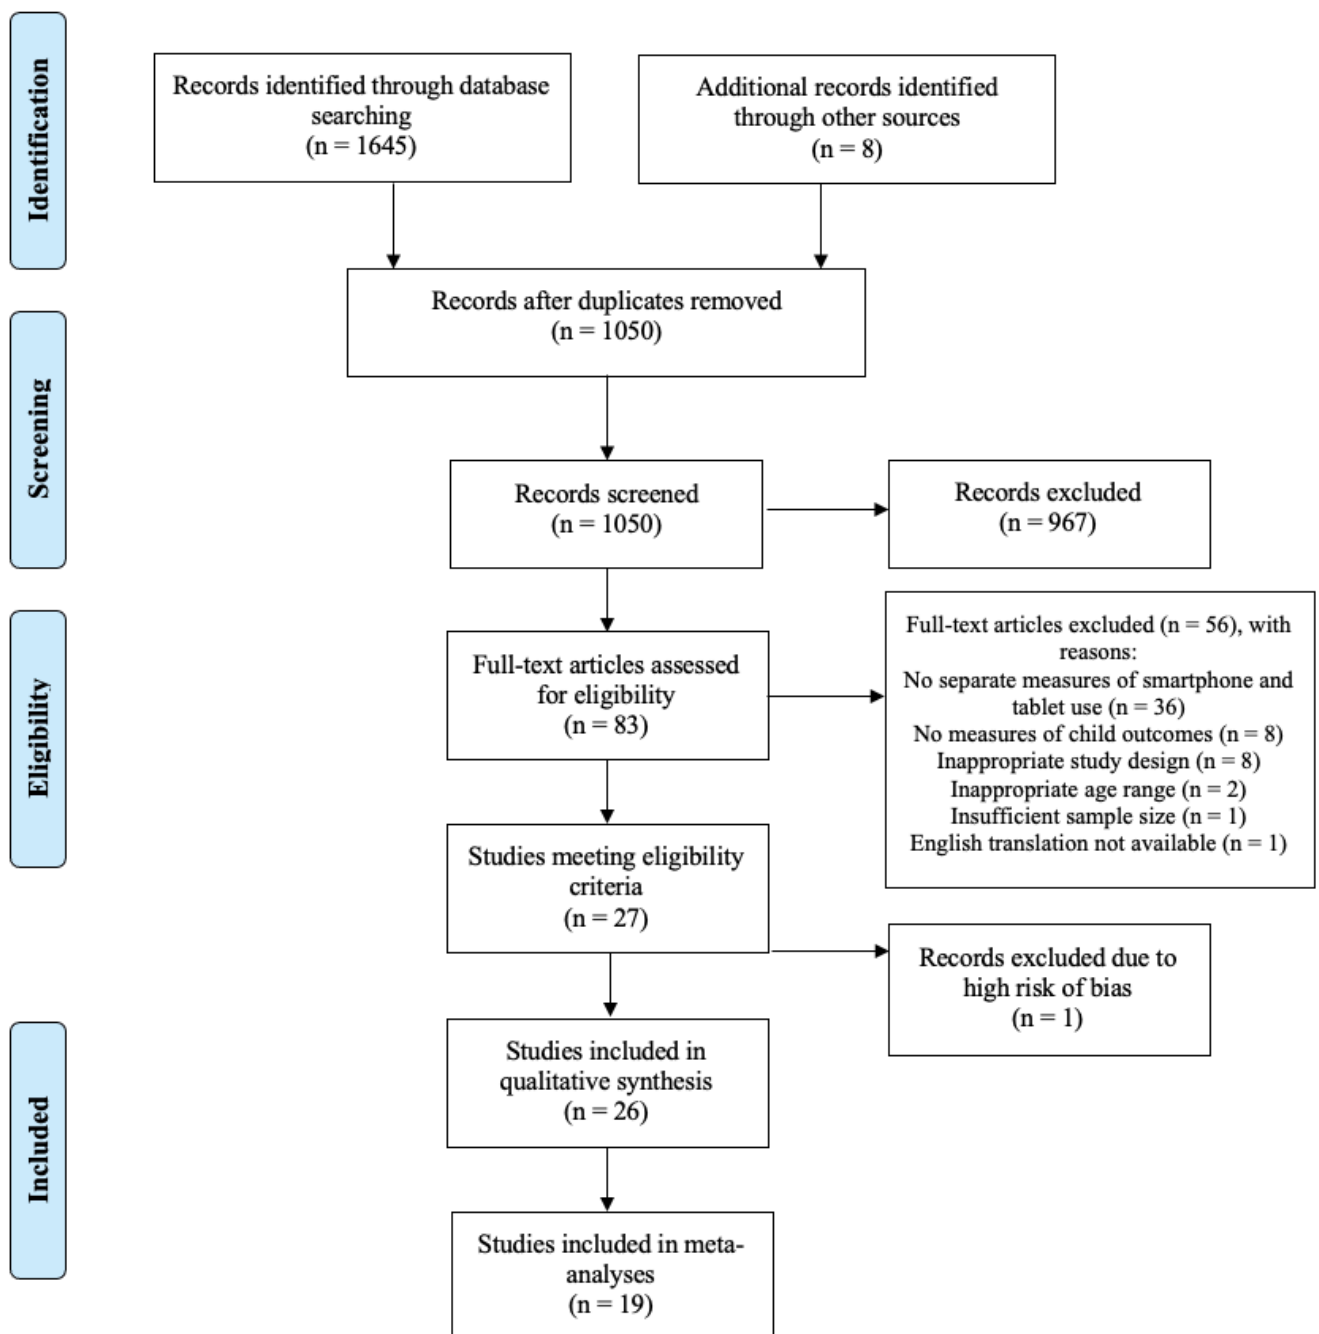 Identification
Records identified through database
searching
(n = 1645)
Additional records identified
through other sources
(n = 8)
Records after duplicates removed
(n = 1050)
Screening
Records screened
(n = 1050)
Records excluded
(n = 967)
Eligibility
Full-text articles assessed
for eligibility
(n = 83)
Full-text articles excluded (n = 56), with
reasons:
No separate measures of smartphone and
tablet use (n = 36)
No measures of child outcomes (n = 8)
Inappropriate study design (n = 8)
Inappropriate age range (n = 2)
Insufficient sample size (n = 1)
English translation not available (n = 1)
Studies meeting eligibility
criteria
(n = 27)
Records excluded due to
high risk of bias
(n = 1)
Included
Studies included in
qualitative synthesis
(n = 26)
Studies included in meta-
analyses
(n = 19)